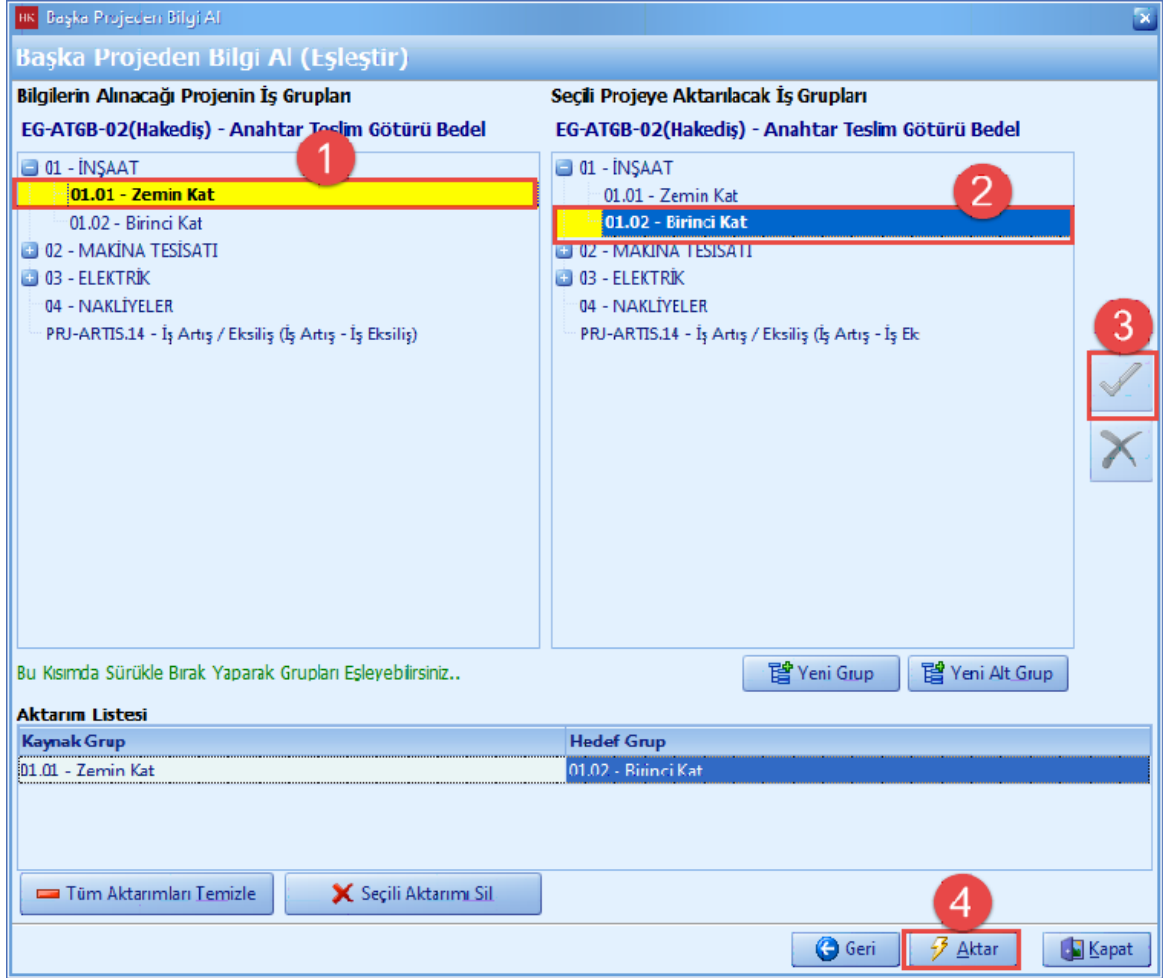 HK Başka Projeden Bilgi Al
Başka Projeden Bilgi Al (Eşleştir)
Bilgilerin Alınacağı Projenin İş Grupları
Seçili Projeye Aktarılacak İş Grupları
EG-ATGB-02(Hakediş) - Anahtar Teslim Götürü Bedel
EG-ATGB-02(Hakediş) - Anahtar Teslim Götürü Bedel
1
01 - İNŞAAT
01.01 - Zemin Kat
01.02 - Birinci Kat
02 - MAKİNA TESİSATI
03 - ELEKTRİK
04 - NAKLİYELER
PRJ-ARTIS.14 - İş Artış / Eksiliş (İş Artış - İş Eksiliş)
2
01 - İNŞAAT
01.01 - Zemin Kat
01.02 - Birinci Kat
02 - MAKİNA TESİSATI
03 - ELEKTRİK
04 - NAKLİYELER
PRJ-ARTIS.14 - İş Artış / Eksiliş (İş Artış - İş Ek
3
Bu Kısımda Sürükle Bırak Yaparak Grupları Eşleyebilirsiniz..
Yeni Grup
Yeni Alt Grup
Aktarım Listesi
Kaynak Grup
Hedef Grup
01.01 - Zemin Kat
01.02 - Birinci Kat
Tüm Aktarımları Temizle
Seçili Aktarımı Sil
4
Geri
Aktar
Kapat